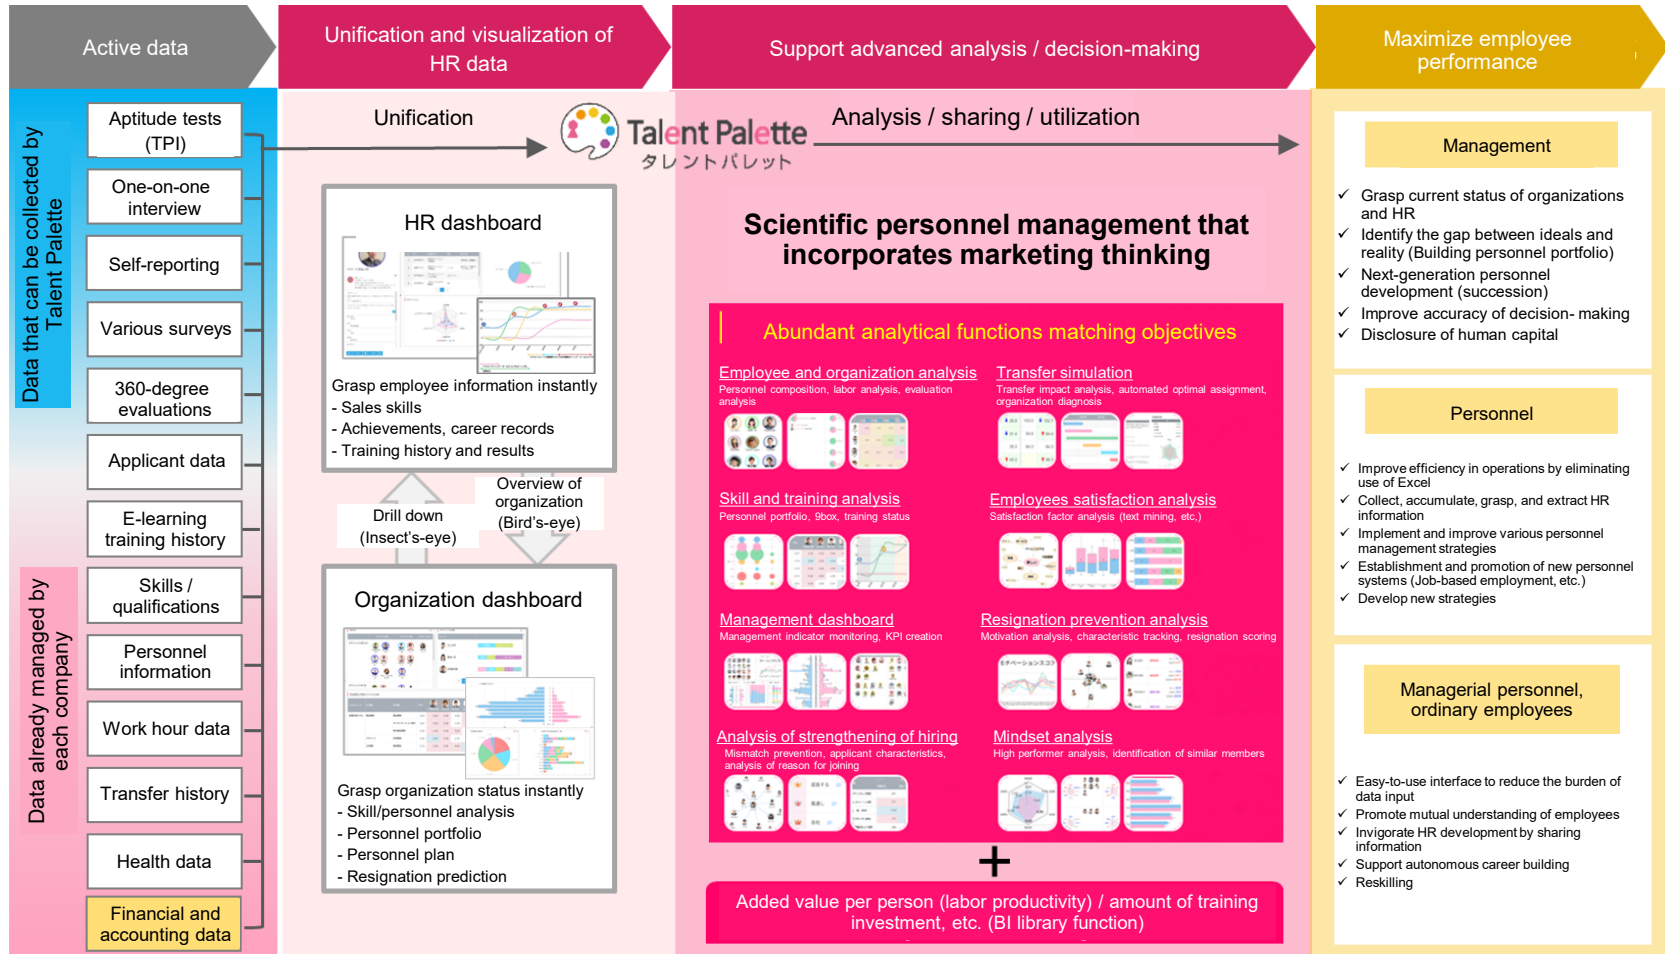 Active data
Unification and visualization of
HR data
Support advanced analysis / decision-making
Maximize employee
performance
Data that can be collected by
Talent Palette
Data already managed by
each company
Aptitude tests
(TPI)
One-on-one
interview
Self-reporting
Various surveys
360-degree
evaluations
Applicant data
E-learning
training history
Skills /
qualifications
Personnel
information
Work hour data
Transfer history
Health data
Financial and
accounting data
Unification
Talent Palette
タレントパレット
Analysis / sharing / utilization
HR dashboard
Grasp employee information instantly
- Sales skills
- Achievements, career records
- Training history and results
Drill down
(Insect's-eye)
Overview of
organization
(Bird's-eye)
Organization dashboard
Grasp organization status instantly
- Skill/personnel analysis
- Personnel portfolio
- Personnel plan
- Resignation prediction
Scientific personnel management that
incorporates marketing thinking
Abundant analytical functions matching objectives
Employee and organization analysis
Personnel composition, labor analysis, evaluation
analysis
Transfer simulation
Transfer impact analysis, automated optimal assignment,
organization diagnosis
Skill and training analysis
Personnel portfolio, 9box, training status
Employees satisfaction analysis
Satisfaction factor analysis (text mining, etc,)
Management dashboard
Management indicator monitoring, KPI creation
Resignation prevention analysis
Motivation analysis, characteristic tracking, resignation scoring
モチベーションスコア
Analysis of strengthening of hiring
Mismatch prevention, applicant characteristics,
analysis of reason for joining
Mindset analysis
High performer analysis, identification of similar members
+
Added value per person (labor productivity) / amount of training
investment, etc. (BI library function)
Management
✓ Grasp current status of organizations
and HR
✓ Identify the gap between ideals and
reality (Building personnel portfolio)
✓ Next-generation personnel
development (succession)
✓ Improve accuracy of decision- making
✓ Disclosure of human capital
Personnel
✓ Improve efficiency in operations by eliminating
use of Excel
✓ Collect, accumulate, grasp, and extract HR
information
✓ Implement and improve various personnel
management strategies
✓ Establishment and promotion of new personnel
systems (Job-based employment, etc.)
✓ Develop new strategies
Managerial personnel,
ordinary employees
✓ Easy-to-use interface to reduce the burden of
data input
✓ Promote mutual understanding of employees
✓ Invigorate HR development by sharing
information
✓ Support autonomous career building
✓ Reskilling